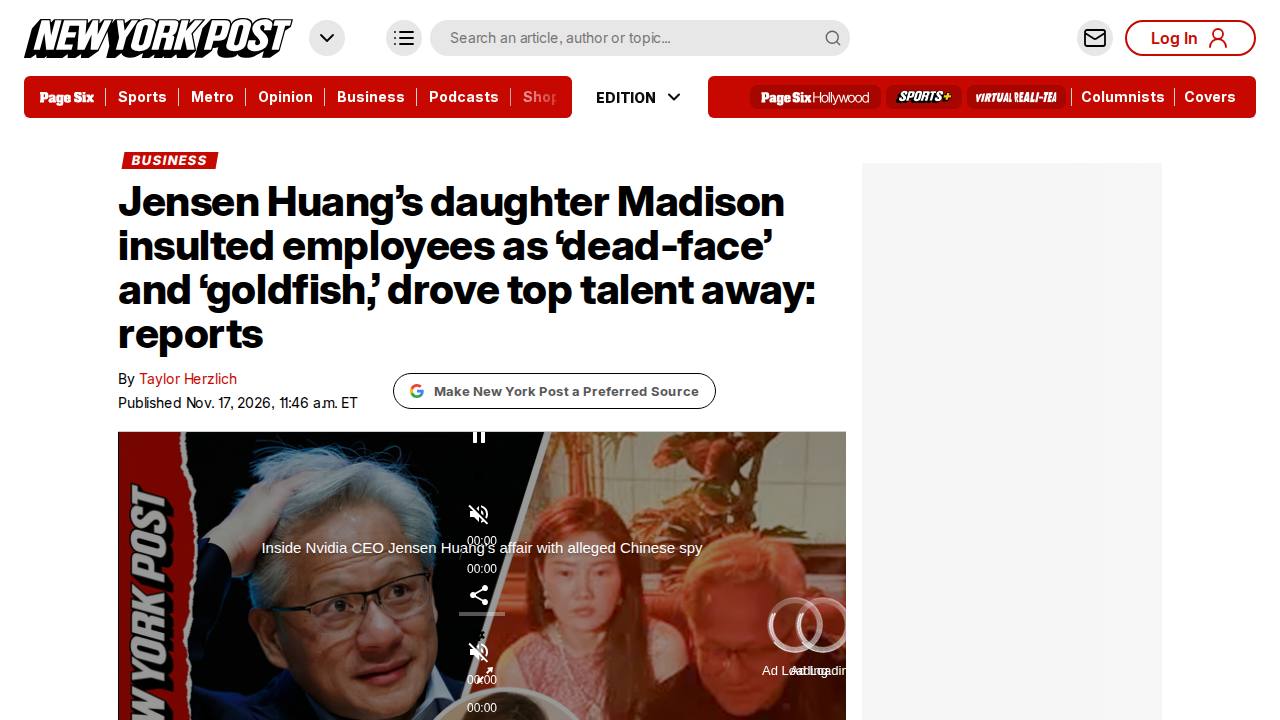 NEW YORK POST
Search an article, author or topic...
Log In
Page Six
Sports
Metro
Opinion
Business
Podcasts
Shop
EDITION
Page Six Hollywood
SPORTS+
VIRTUAL REALI-TEA
Columnists
Covers
BUSINESS
Jensen Huang’s daughter Madison
insulted employees as ‘dead-face’
and ‘goldfish,’ drove top talent away:
reports
By Taylor Herzlich
Published Nov. 17, 2026, 11:46 a.m. ET
Make New York Post a Preferred Source
NEW YORK POST
00:00
Inside Nvidia CEO Jensen Huang's affair with alleged Chinese spy
00:00
Ad Loading
Ad Loadin
00:00
00:00